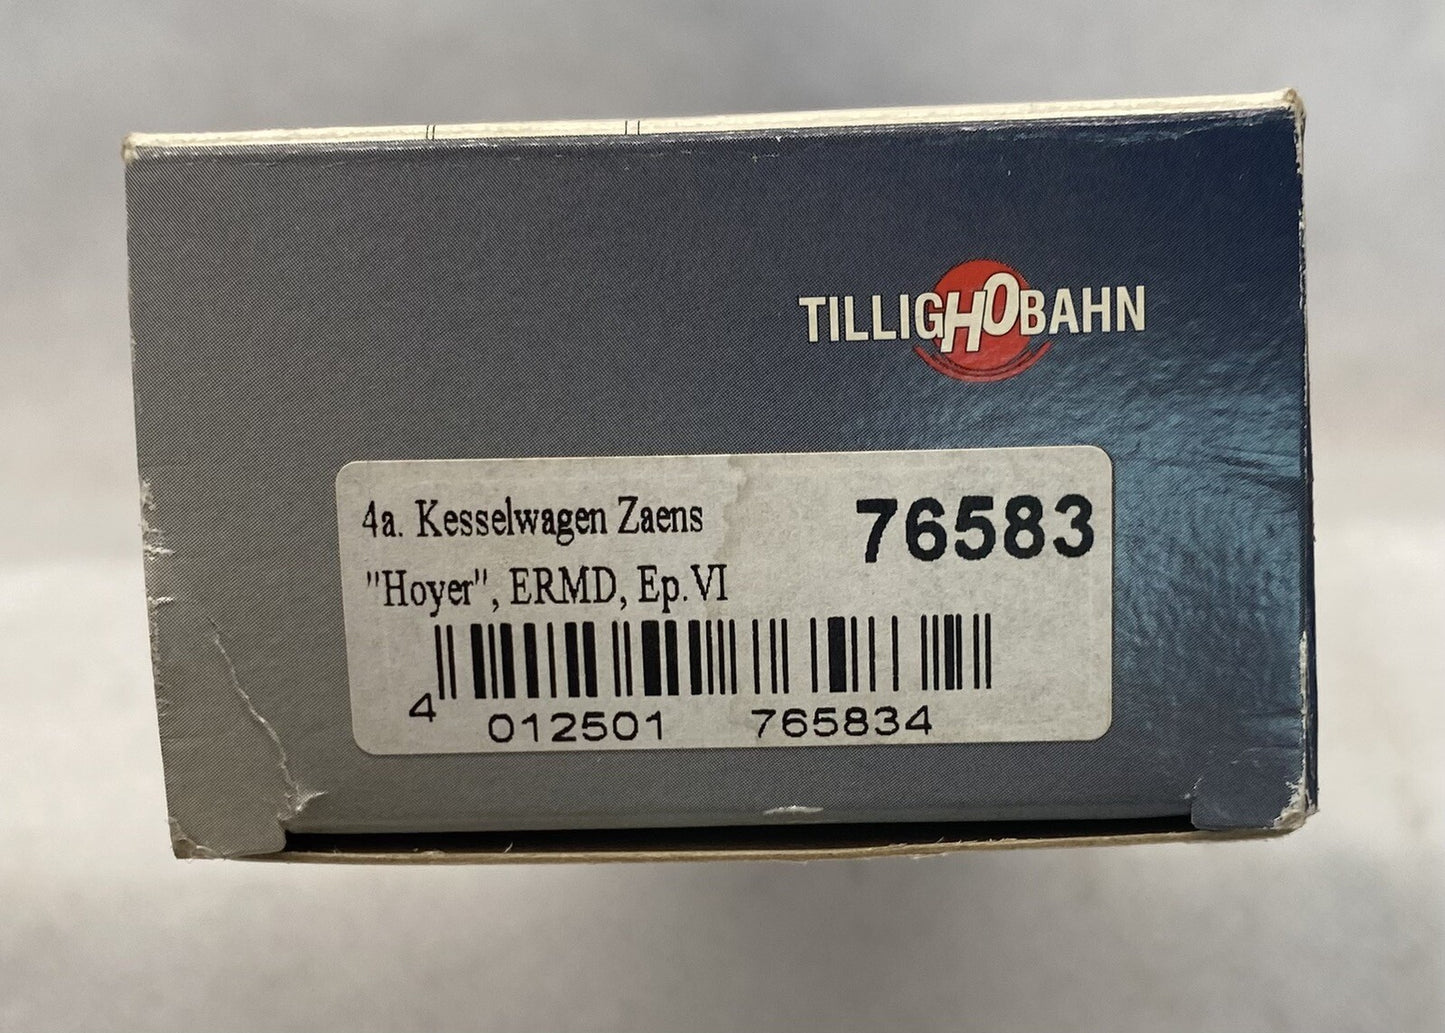 TILLIGH0BAHN
4a. Kesselwagen Zaens
76583
"Hoyer", ERMD, Ep.VI
4 012501 765834